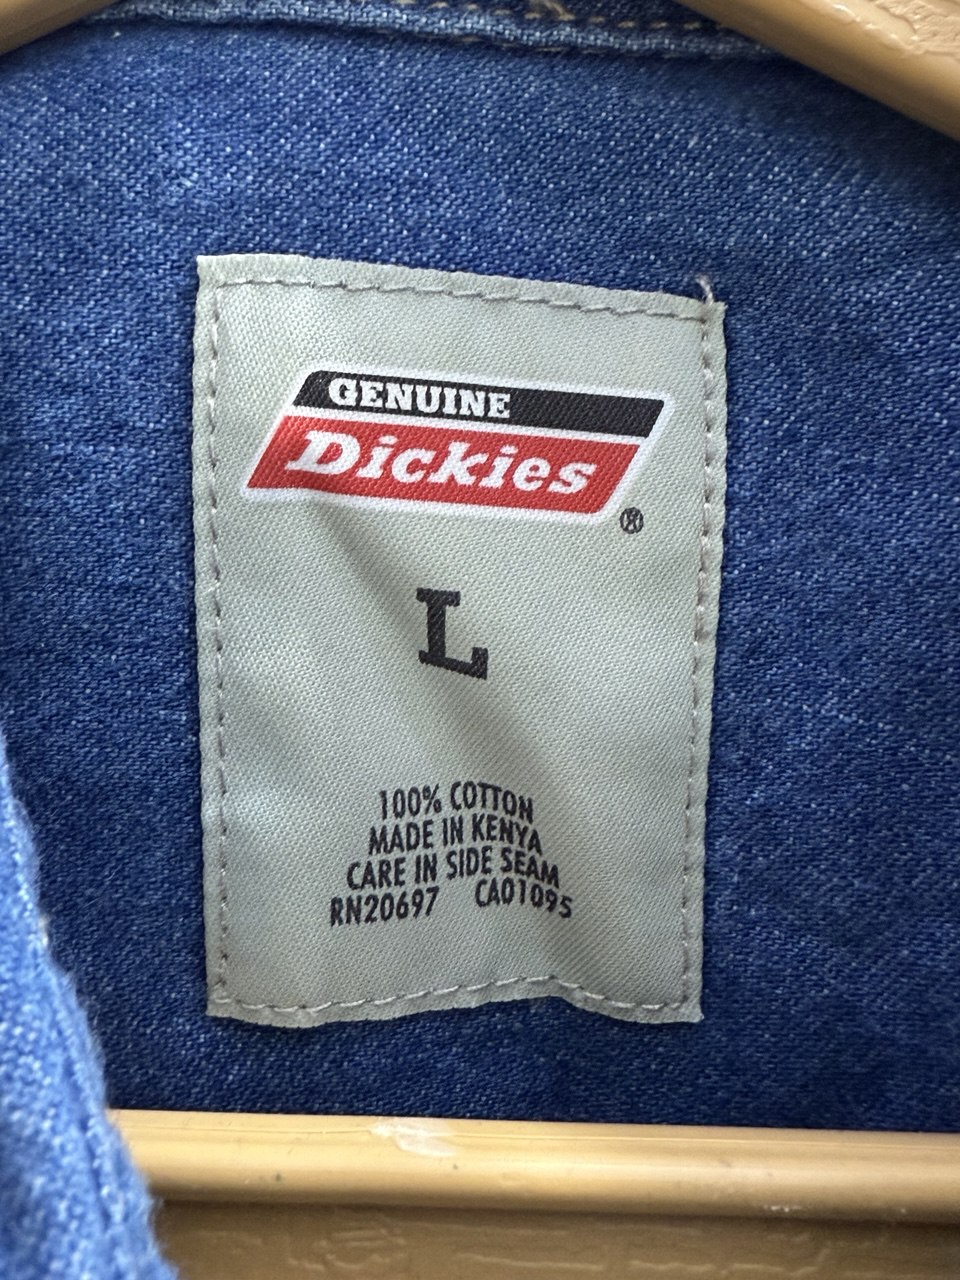 GENUINE
Dickies
®
L
100% COTTON
MADE IN KENYA
CARE IN SIDE SEAM
RN20697 CA01095